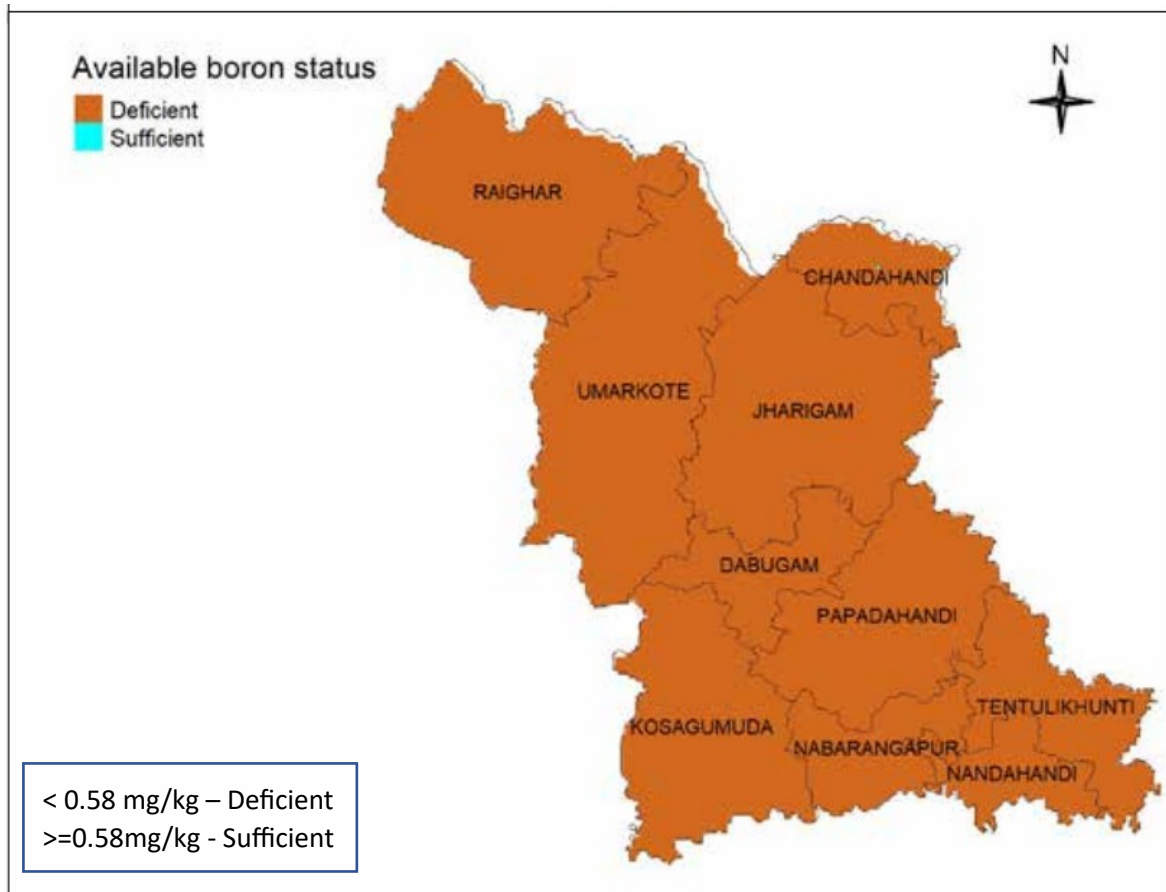 Available boron status
Deficient
Sufficient
N
RAIGHAR
CHANDAHANDI
UMARKOTE
JHARIGAM
DABUGAM
PAPADAHANDI
TENTULIKHUNTI
KOSAGUMUDA
NABARANGAPUR
NANDAHANDI
< 0.58 mg/kg – Deficient
>=0.58mg/kg - Sufficient